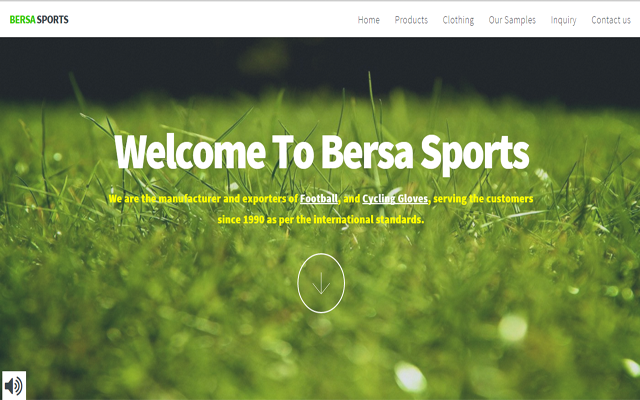 BERSA SPORTS
Home Products Clothing Our Samples Inquiry Contact us
Welcome To Bersa Sports
We are the manufacturer and exporters of Football, and Cycling Gloves, serving the customers
since 1990 as per the international standards.